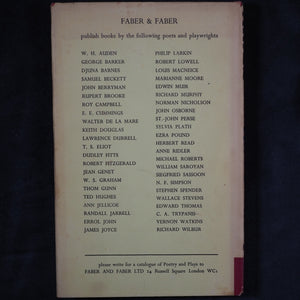 FABER & FABER
publish books by the following poets and playwrights
W. H. AUDEN
GEORGE BARKER
DJUNA BARNES
SAMUEL BECKETT
JOHN BERRYMAN
RUPERT BROOKE
ROY CAMPBELL
E. E. CUMMINGS
WALTER DE LA MARE
KEITH DOUGLAS
LAWRENCE DURRELL
T. S. ELIOT
DUDLEY FITTS
ROBERT FITZGERALD
JEAN GENET
W. S. GRAHAM
THOM GUNN
TED HUGHES
ANN JELLICOE
RANDALL JARRELL
ERROL JOHN
JAMES JOYCE
PHILIP LARKIN
ROBERT LOWELL
LOUIS MACNEICE
MARIANNE MOORE
EDWIN MUIR
RICHARD MURPHY
NORMAN NICHOLSON
JOHN OSBORNE
ST.-JOHN PERSE
SYLVIA PLATH
EZRA POUND
HERBERT READ
ANNE RIDLER
MICHAEL ROBERTS
WILLIAM SAROYAN
SIEGFRIED SASSOON
N. F. SIMPSON
STEPHEN SPENDER
WALLACE STEVENS
EDWARD THOMAS
C. A. TRYPANIS
VERNON WATKINS
RICHARD WILBUR
please write for a catalogue of Poetry and Plays to
FABER AND FABER LTD 24 Russell Square London WC1